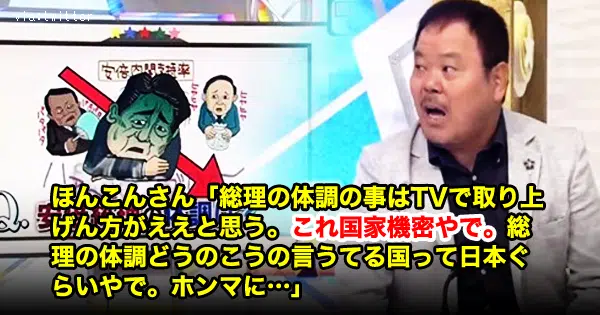 via twitter
安倍内閣支持率
Q.
ほんこんさん「総理の体調の事はTVで取り上
げん方がええと思う。これ国家機密やで。総
理の体調どうのこうの言うてる国って日本ぐ
らいやで。ホンマに…」